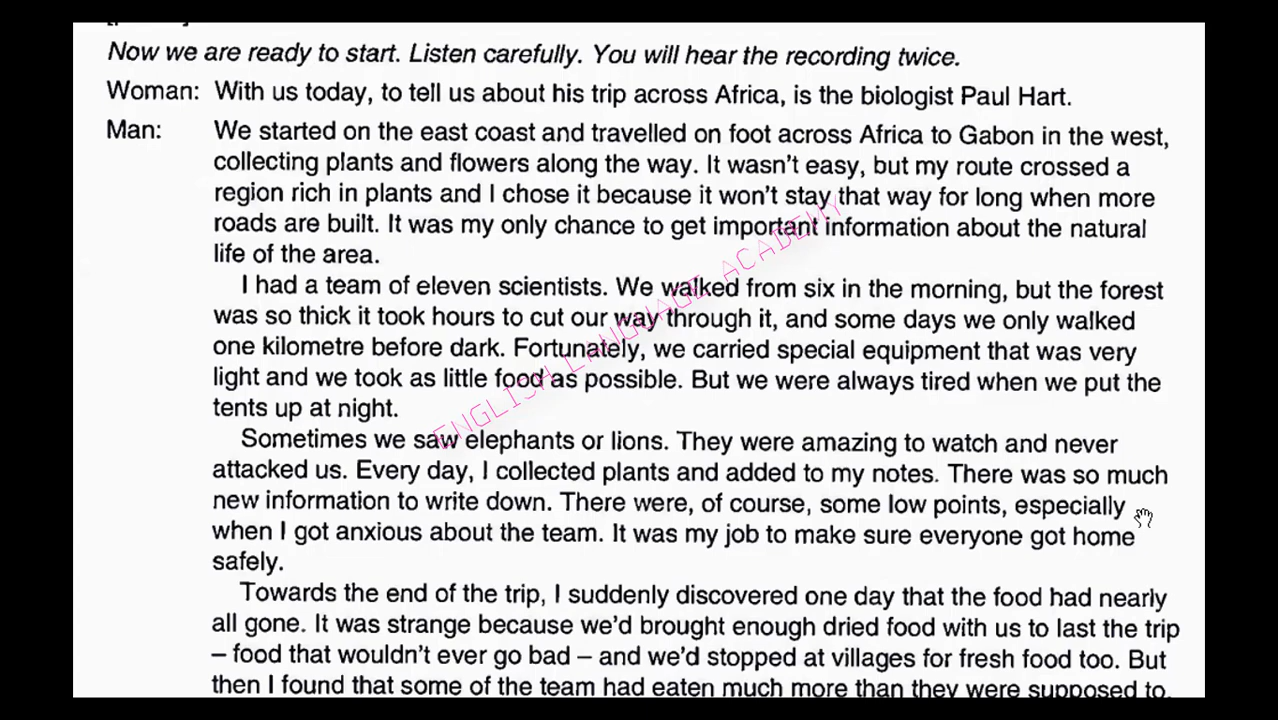 Now we are ready to start. Listen carefully. You will hear the recording twice.
Woman: With us today, to tell us about his trip across Africa, is the biologist Paul Hart.
Man: We started on the east coast and travelled on foot across Africa to Gabon in the west,
collecting plants and flowers along the way. It wasn't easy, but my route crossed a
region rich in plants and I chose it because it won't stay that way for long when more
roads are built. It was my only chance to get important information about the natural
life of the area.
I had a team of eleven scientists. We walked from six in the morning, but the forest
was so thick it took hours to cut our way through it, and some days we only walked
one kilometre before dark. Fortunately, we carried special equipment that was very
light and we took as little food as possible. But we were always tired when we put the
tents up at night.
Sometimes we saw elephants or lions. They were amazing to watch and never
attacked us. Every day, I collected plants and added to my notes. There was so much
new information to write down. There were, of course, some low points, especially
when I got anxious about the team. It was my job to make sure everyone got home
safely.
Towards the end of the trip, I suddenly discovered one day that the food had nearly
all gone. It was strange because we'd brought enough dried food with us to last the trip
– food that wouldn't ever go bad – and we'd stopped at villages for fresh food too. But
then I found that some of the team had eaten much more than they were supposed to.
ENGLISH LANGUAGE ACADEMY